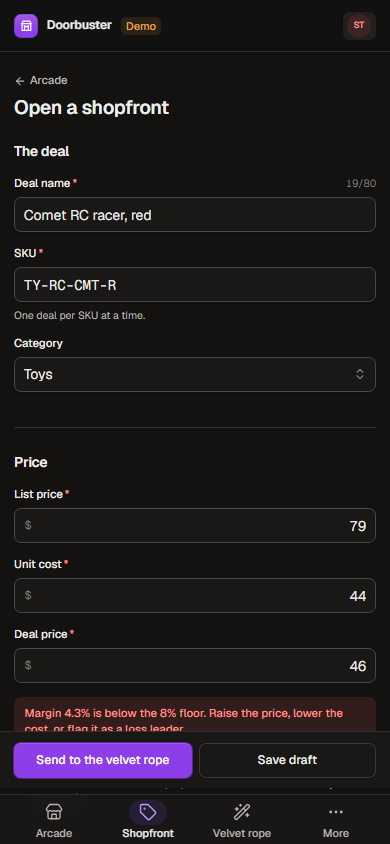 Doorbuster Demo ST
Arcade
Open a shopfront
The deal
Deal name * 19/80
Comet RC racer, red
SKU *
TY-RC-CMT-R
One deal per SKU at a time.
Category
Toys
Price
List price *
$ 79
Unit cost *
$ 44
Deal price *
$ 46
Margin 4.3% is below the 8% floor. Raise the price, lower the
cost, or flag it as a loss leader.
Send to the velvet rope Save draft
Arcade Shopfront Velvet rope More